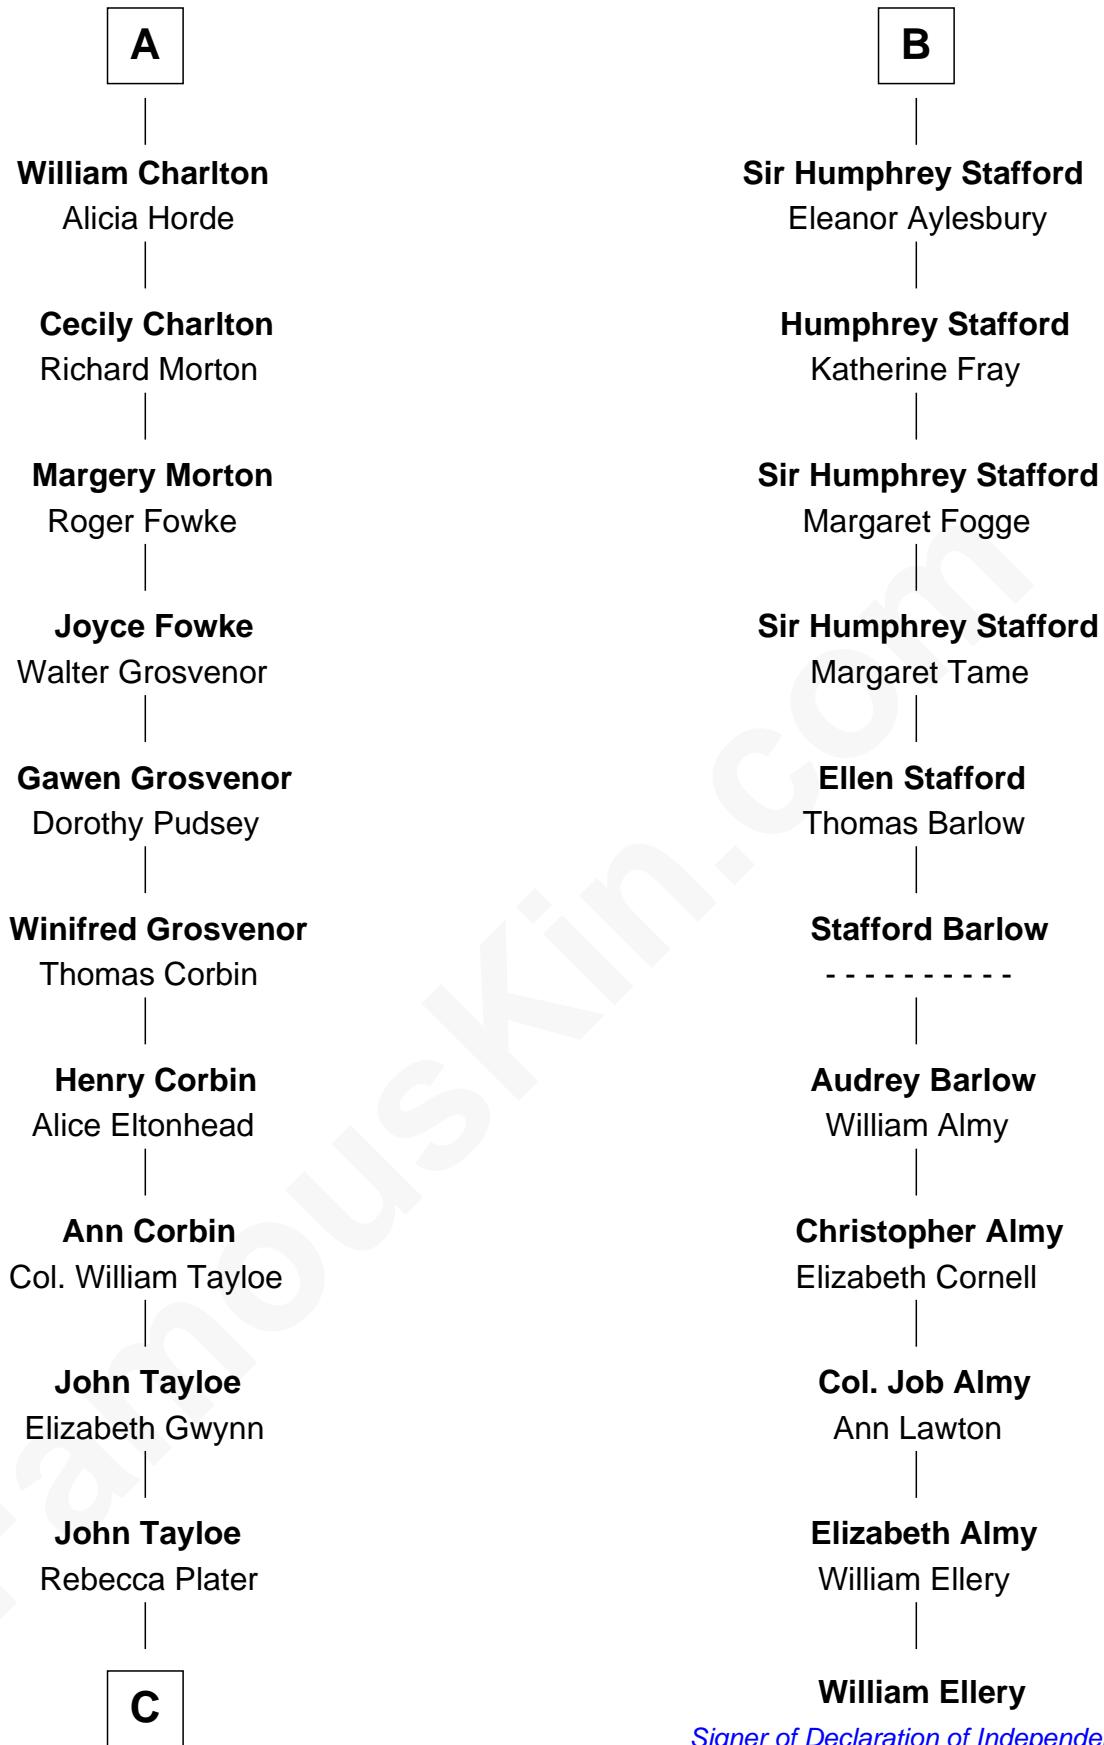 A
William Charlton
Alicia Horde
Cecily Charlton
Richard Morton
Margery Morton
Roger Fowke
Joyce Fowke
Walter Grosvenor
Gawen Grosvenor
Dorothy Pudsey
Winifred Grosvenor
Thomas Corbin
Henry Corbin
Alice Eltonhead
Ann Corbin
Col. William Tayloe
John Tayloe
Elizabeth Gwynn
John Tayloe
Rebecca Plater
C
B
Sir Humphrey Stafford
Eleanor Aylesbury
Humphrey Stafford
Katherine Fray
Sir Humphrey Stafford
Margaret Fogge
Sir Humphrey Stafford
Margaret Tame
Ellen Stafford
Thomas Barlow
Stafford Barlow
- - - - - - - - - -
Audrey Barlow
William Almy
Christopher Almy
Elizabeth Cornell
Col. Job Almy
Ann Lawton
Elizabeth Almy
William Ellery
William Ellery
Signer of Declaration of Independe
FamousKin.com